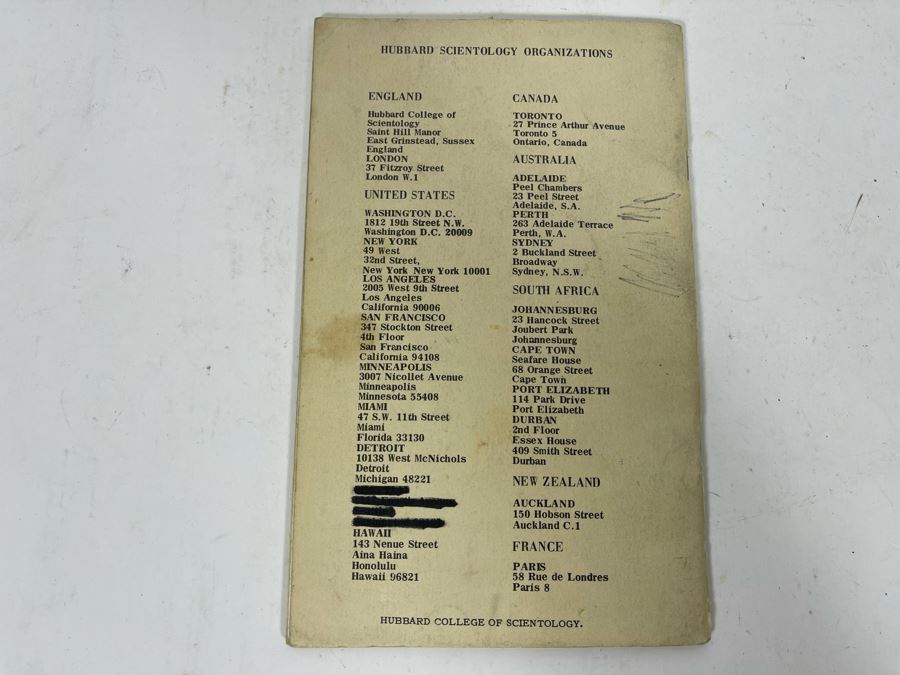 HUBBARD SCIENTOLOGY ORGANIZATIONS
ENGLAND
Hubbard College of
Scientology
Saint Hill Manor
East Grinstead, Sussex
England
LONDON
37 Fitzroy Street
London W.1
UNITED STATES
WASHINGTON D.C.
1812 19th Street N.W.
Washington D.C. 20009
NEW YORK
49 West
32nd Street,
New York New York 10001
LOS ANGELES
2005 West 9th Street
Los Angeles
California 90006
SAN FRANCISCO
347 Stockton Street
4th Floor
San Francisco
California 94108
MINNEAPOLIS
3007 Nicollet Avenue
Minneapolis
Minnesota 55408
MIAMI
47 S.W. 11th Street
Miami
Florida 33130
DETROIT
10138 West McNichols
Detroit
Michigan 48221
HAWAII
143 Nenue Street
Aina Haina
Honolulu
Hawaii 96821
CANADA
TORONTO
27 Prince Arthur Avenue
Toronto 5
Ontario, Canada
AUSTRALIA
ADELAIDE
Peel Chambers
23 Peel Street
Adelaide, S.A.
PERTH
263 Adelaide Terrace
Perth, W.A.
SYDNEY
2 Buckland Street
Broadway
Sydney, N.S.W.
SOUTH AFRICA
JOHANNESBURG
23 Hancock Street
Joubert Park
Johannesburg
CAPE TOWN
Seafare House
68 Orange Street
Cape Town
PORT ELIZABETH
114 Park Drive
Port Elizabeth
DURBAN
2nd Floor
Essex House
409 Smith Street
Durban
NEW ZEALAND
AUCKLAND
150 Hobson Street
Auckland C.1
FRANCE
PARIS
58 Rue de Londres
Paris 8
HUBBARD COLLEGE OF SCIENTOLOGY.